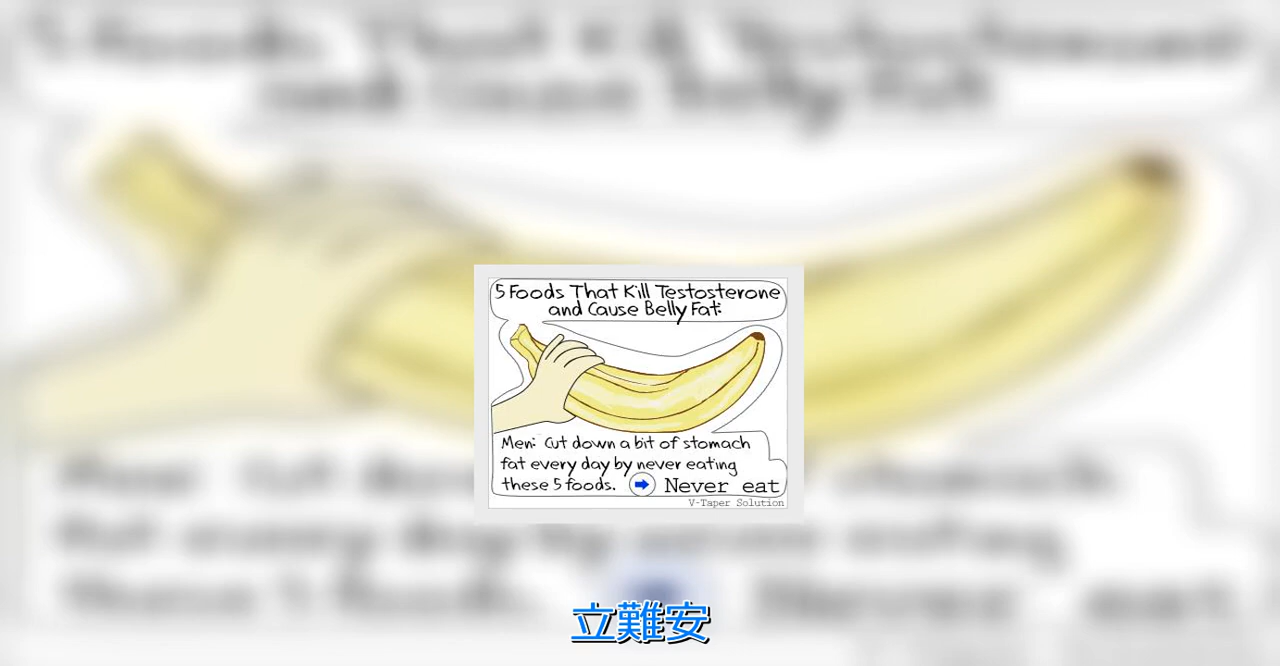 5 Foods That Kill Testosterone
and Cause Belly Fat:
Men: Cut down a bit of stomach
fat every day by never eating
these 5 foods. Never eat
V-Taper Solution
立難安